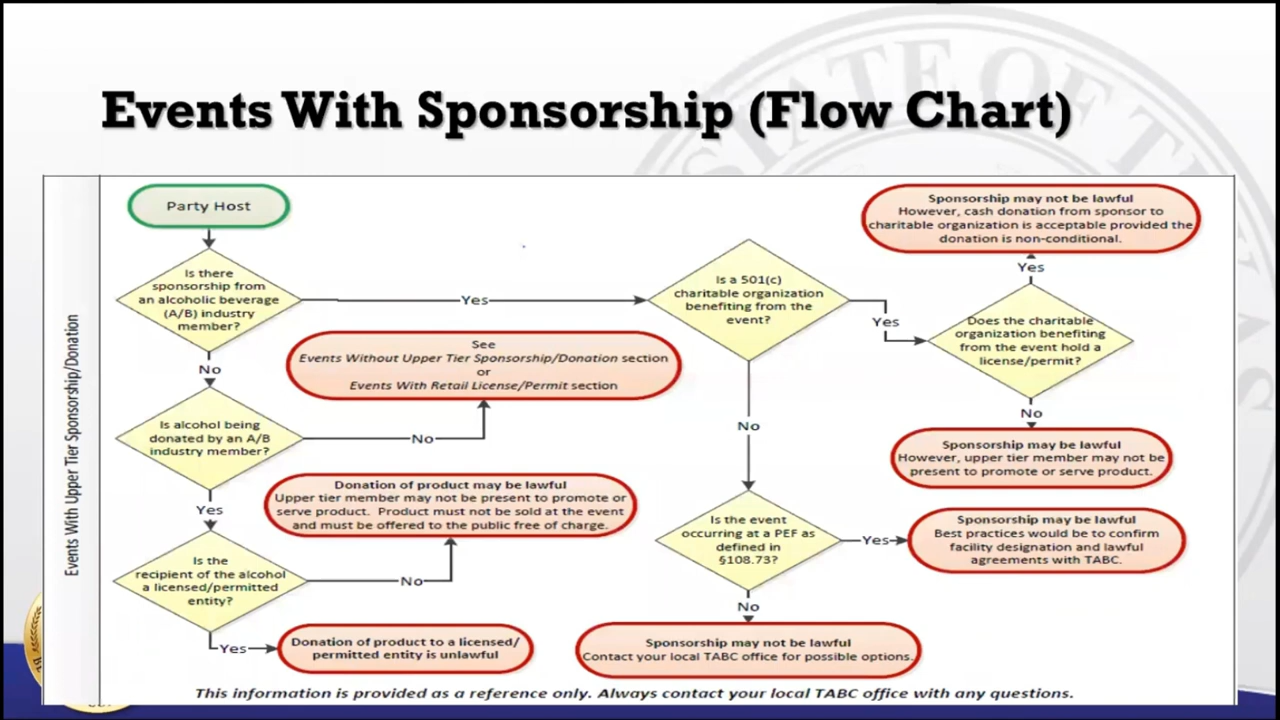 Events With Sponsorship (Flow Chart)
Events With Upper Tier Sponsorship/Donation
Party Host
Is there
sponsorship from
an alcoholic beverage
(A/B) industry
member?
Yes
No
Is alcohol being
donated by an A/B
industry member?
No
See
Events Without Upper Tier Sponsorship/Donation section
or
Events With Retail License/Permit section
Yes
Is the
recipient of the alcohol
a licensed/permitted
entity?
No
Donation of product may be lawful
Upper tier member may not be present to promote or
serve product. Product must not be sold at the event
and must be offered to the public free of charge.
Yes
Donation of product to a licensed/
permitted entity is unlawful
Is a 501(c)
charitable organization
benefiting from the
event?
Yes
Does the charitable
organization benefiting
from the event hold a
license/permit?
Yes
Sponsorship may not be lawful
However, cash donation from sponsor to
charitable organization is acceptable provided the
donation is non-conditional.
No
Sponsorship may be lawful
However, upper tier member may not be
present to promote or serve product.
No
Is the event
occurring at a PEF as
defined in
§108.73?
Yes
Sponsorship may be lawful
Best practices would be to confirm
facility designation and lawful
agreements with TABC.
No
Sponsorship may not be lawful
Contact your local TABC office for possible options.
This information is provided as a reference only. Always contact your local TABC office with any questions.
STATE OF TEXAS